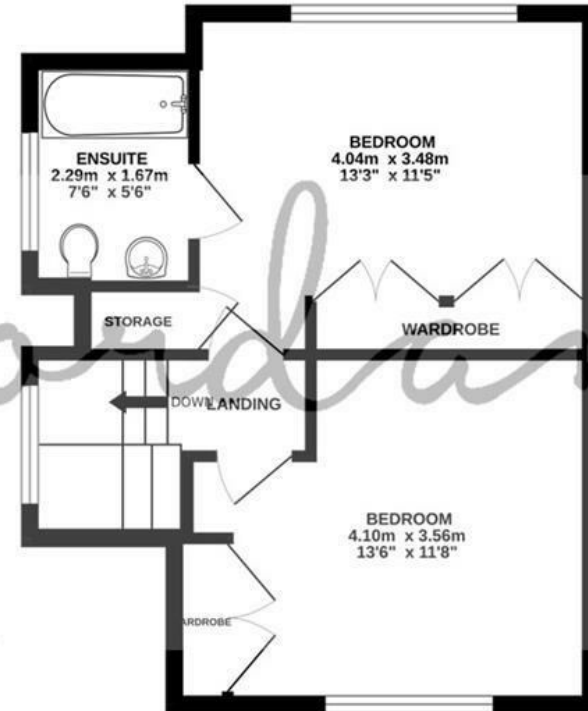 BEDROOM
4.04m x 3.48m
13'3" x 11'5"
ENSUITE
2.29m x 1.67m
7'6" x 5'6"
STORAGE
WARDROBE
DOWN
LANDING
BEDROOM
4.10m x 3.56m
13'6" x 11'8"
ARDROBE